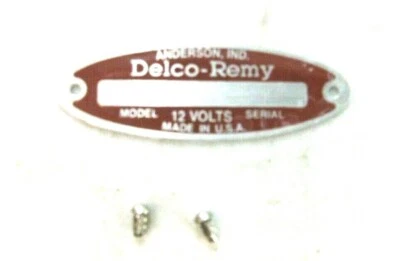 ANDERSON, IND.
Delco-Remy
MODEL 12 VOLTS SERIAL
MADE IN U.S.A.